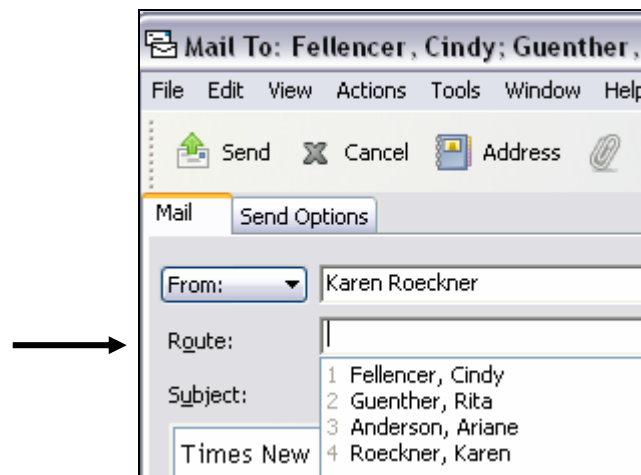 Mail To: Fellencer, Cindy; Guenther,
File Edit View Actions Tools Window Help
Send Cancel Address
Mail Send Options
From: Karen Roeckner
Route:
1 Fellencer, Cindy
2 Guenther, Rita
Subject:
3 Anderson, Ariane
4 Roeckner, Karen
Times New